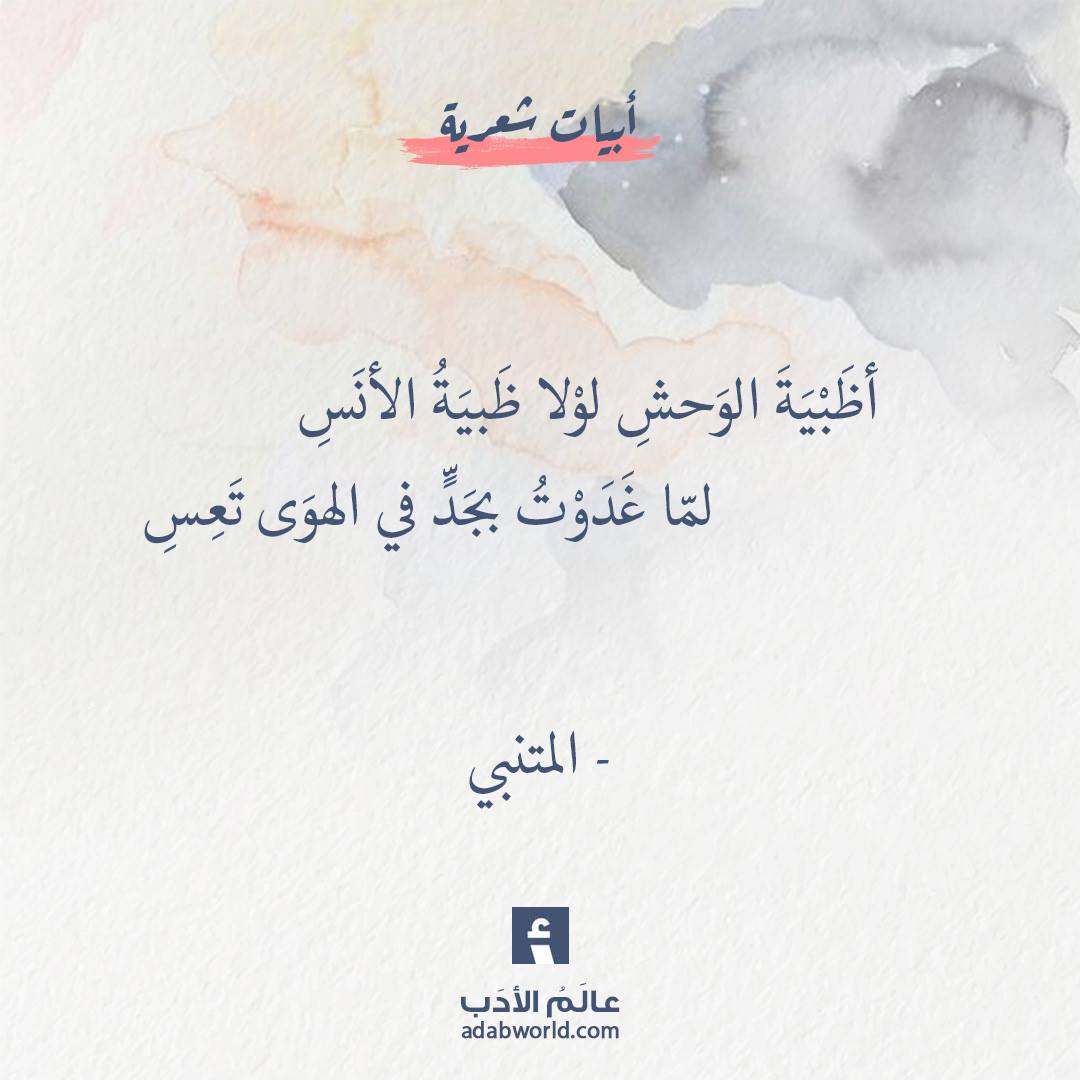 أبيات شعرية
أظَبْيَةَ الوَحشِ لوْلا ظَبيَةُ الأنَسِ
لمّا غَدَوْتُ بجَدٍّ في الهوَى تَعِسِ
- المتنبي
أ
عالَمُ الأدَب
adabworld.com